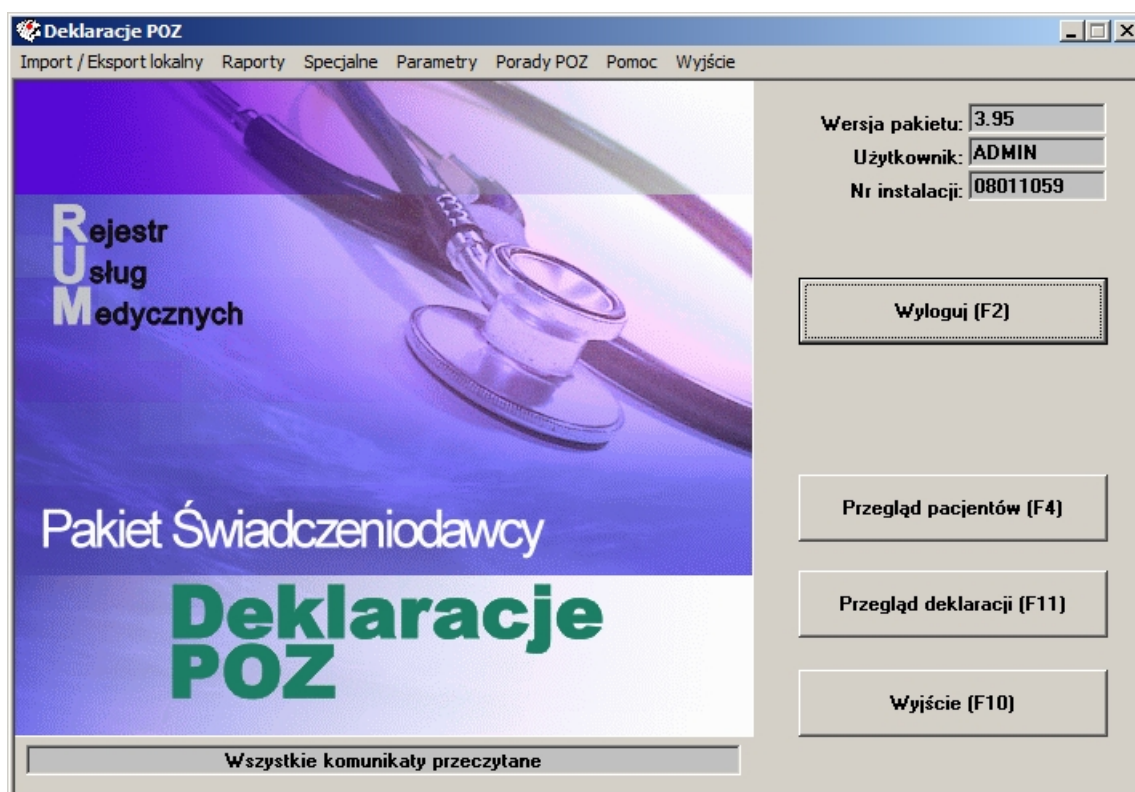 Deklaracje POZ
Import / Eksport lokalny Raporty Specjalne Parametry Porady POZ Pomoc Wyjście
Wersja pakietu: 3.95
Użytkownik: ADMIN
Nr instalacji: 08011059
Rejestr
Usług
Medycznych
Wyloguj (F2)
Przegląd pacjentów (F4)
Pakiet Świadczeniodawcy
Przegląd deklaracji (F11)
Deklaracje
POZ
Wyjście (F10)
Wszystkie komunikaty przeczytane